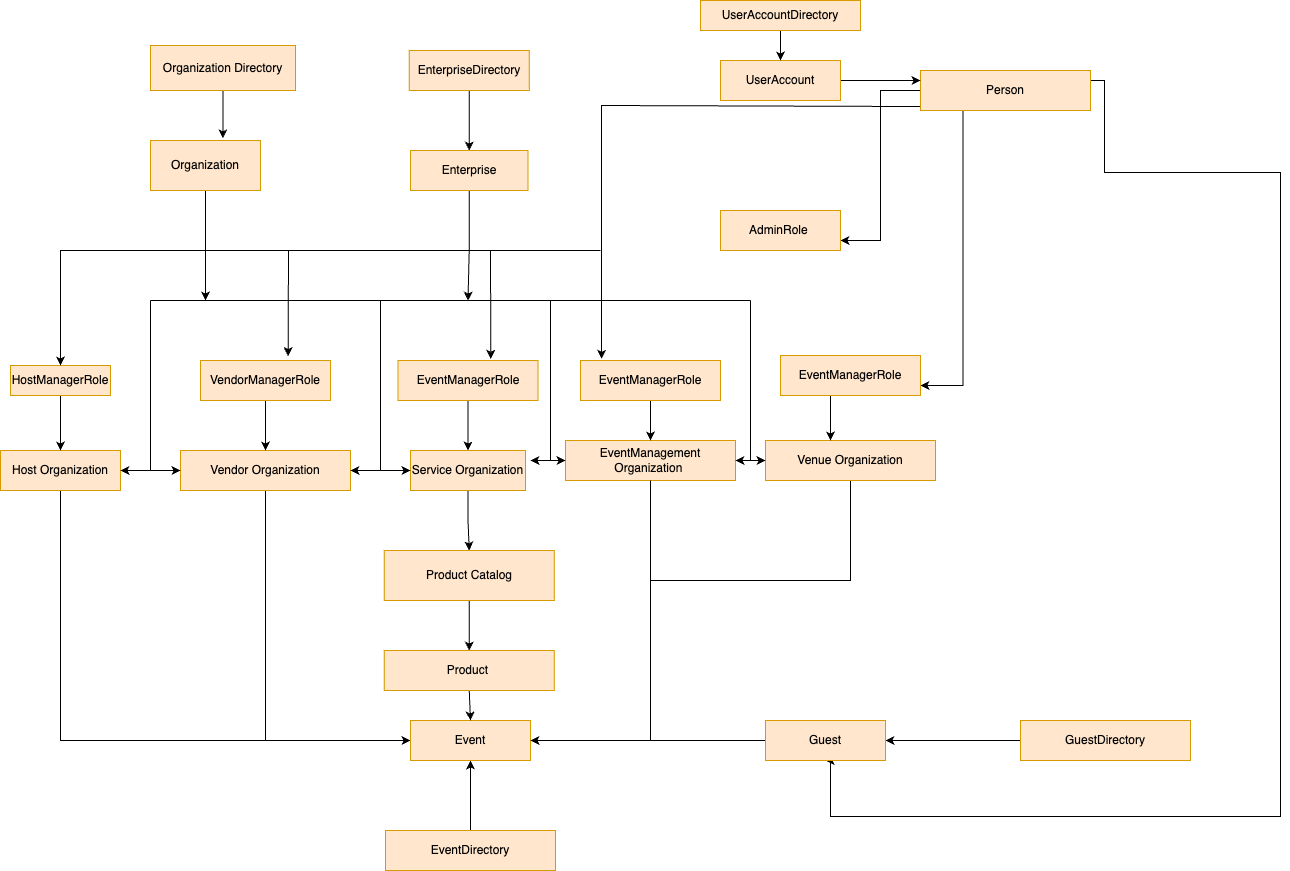 UserAccountDirectory
Organization Directory
EnterpriseDirectory
UserAccount
Person
Organization
Enterprise
AdminRole
HostManagerRole
VendorManagerRole
EventManagerRole
EventManagerRole
EventManagerRole
Host Organization
Vendor Organization
Service Organization
EventManagement
Organization
Venue Organization
Product Catalog
Product
Event
Guest
GuestDirectory
EventDirectory